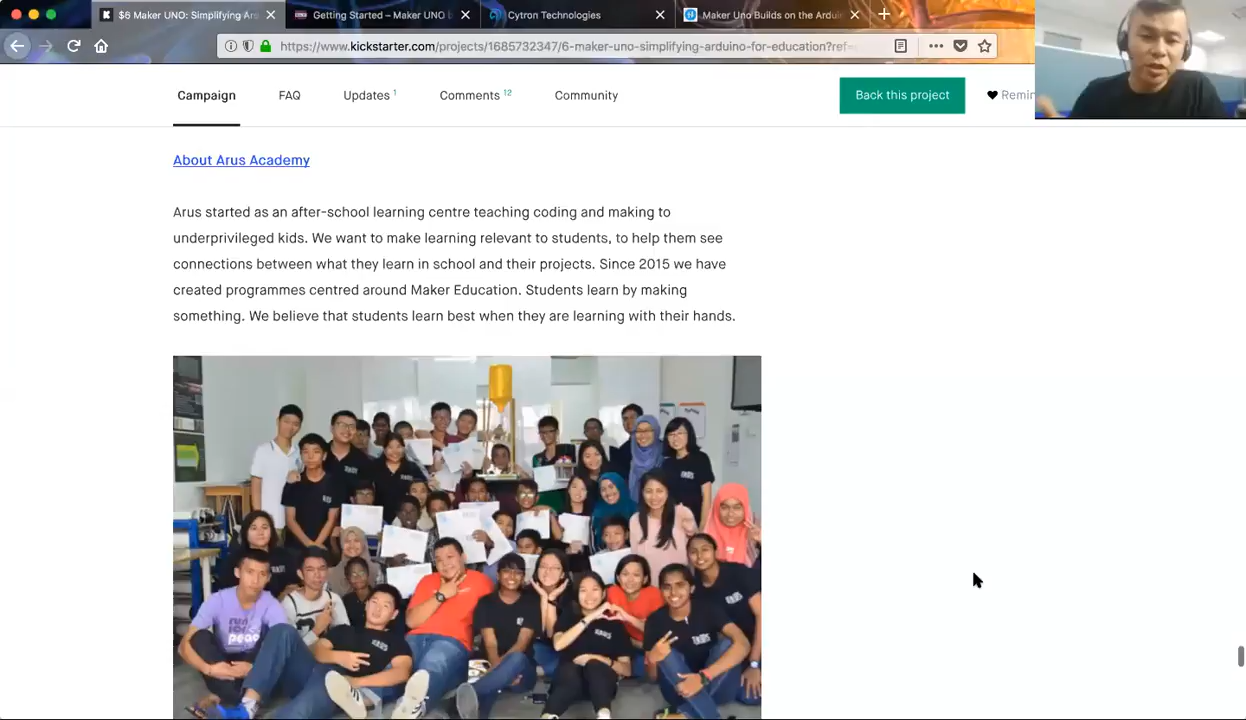 $6 Maker UNO: Simplifying Ar
Getting Started – Maker UNO
Cytron Technologies
Maker Uno Builds on the Ardui
https://www.kickstarter.com/projects/1685732347/6-maker-uno-simplifying-arduino-for-education?ref=
Campaign
FAQ
Updates 1
Comments 12
Community
Back this project
Remin
About Arus Academy
Arus started as an after-school learning centre teaching coding and making to
underprivileged kids. We want to make learning relevant to students, to help them see
connections between what they learn in school and their projects. Since 2015 we have
created programmes centred around Maker Education. Students learn by making
something. We believe that students learn best when they are learning with their hands.